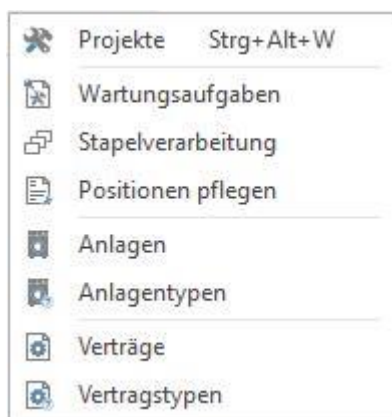 Projekte Strg+Alt+W
Wartungsaufgaben
Stapelverarbeitung
Positionen pflegen
Anlagen
Anlagentypen
Verträge
Vertragstypen